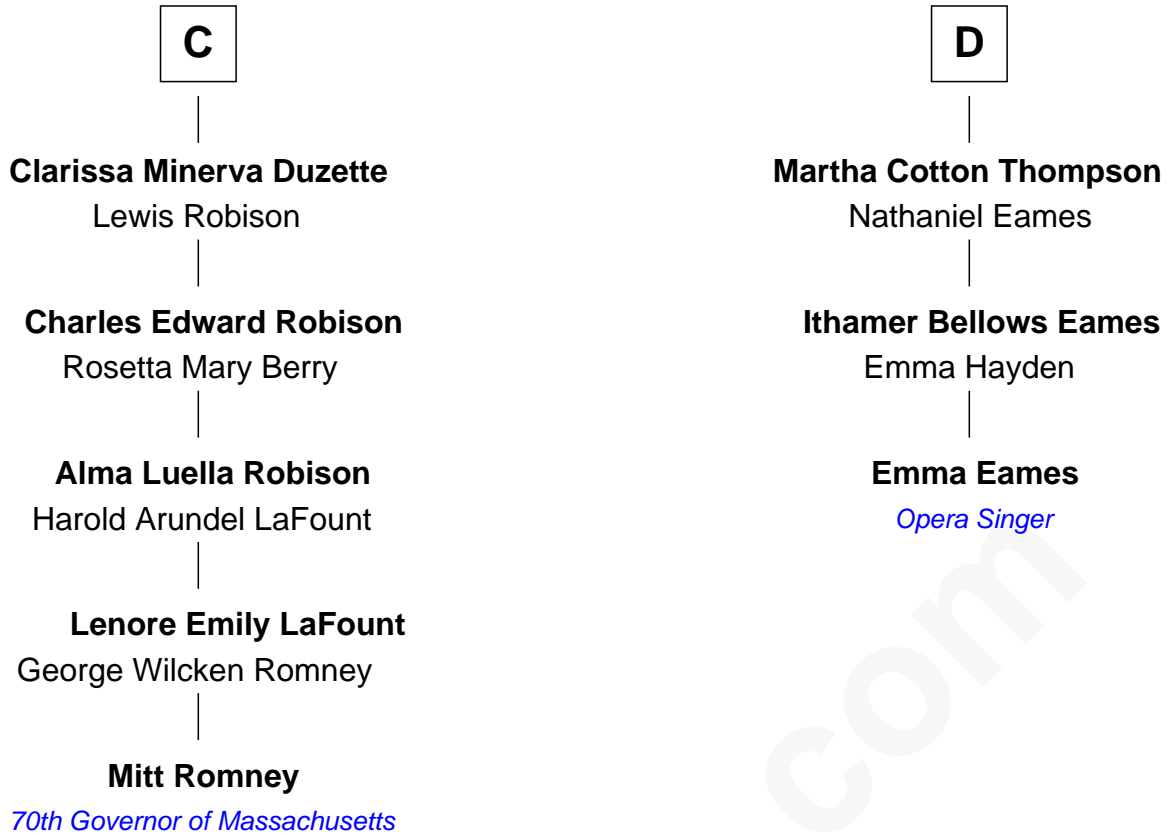 C
Clarissa Minerva Duzette
Lewis Robison
Charles Edward Robison
Rosetta Mary Berry
Alma Luella Robison
Harold Arundel LaFount
Lenore Emily LaFount
George Wilcken Romney
Mitt Romney
70th Governor of Massachusetts
D
Martha Cotton Thompson
Nathaniel Eames
Ithamer Bellows Eames
Emma Hayden
Emma Eames
Opera Singer
com